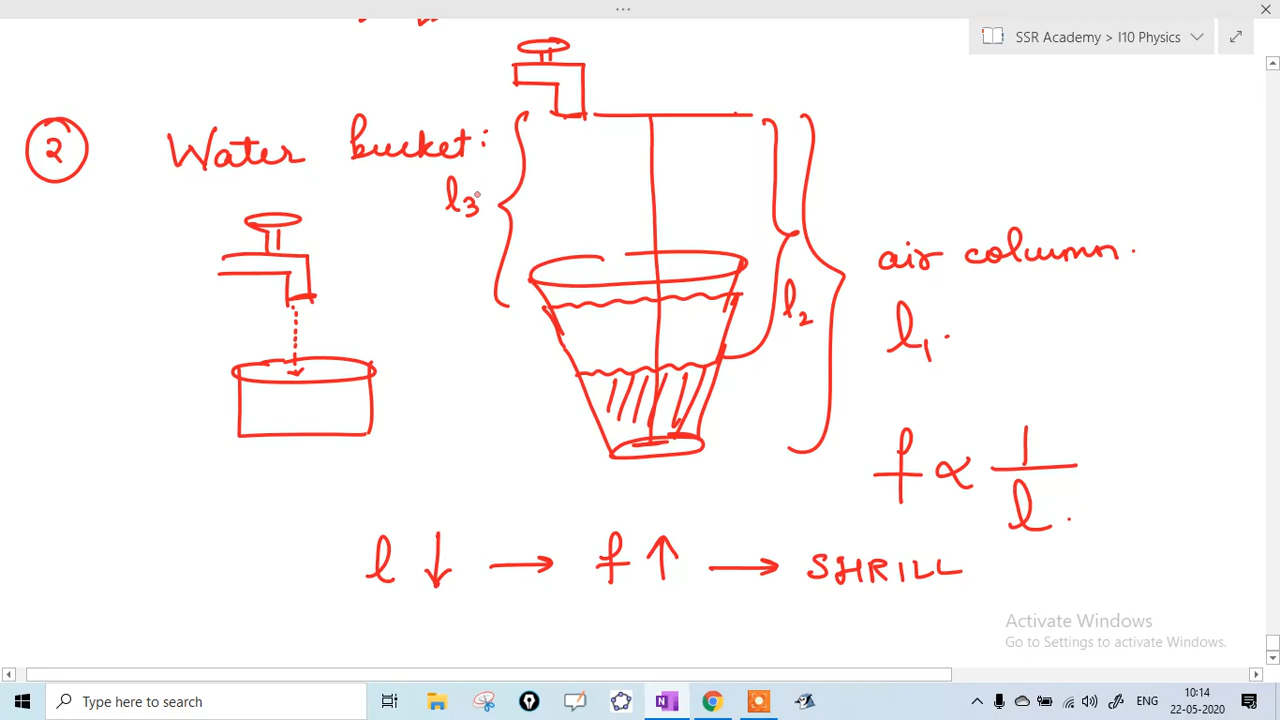 SSR Academy > I10 Physics
2 Water bucket:
l3
l2
air column.
l1.
f ∝ 1/l.
l ↓ → f ↑ → SHRILL
Activate Windows
Go to Settings to activate Windows.
Type here to search
ENG
10:14
22-05-2020